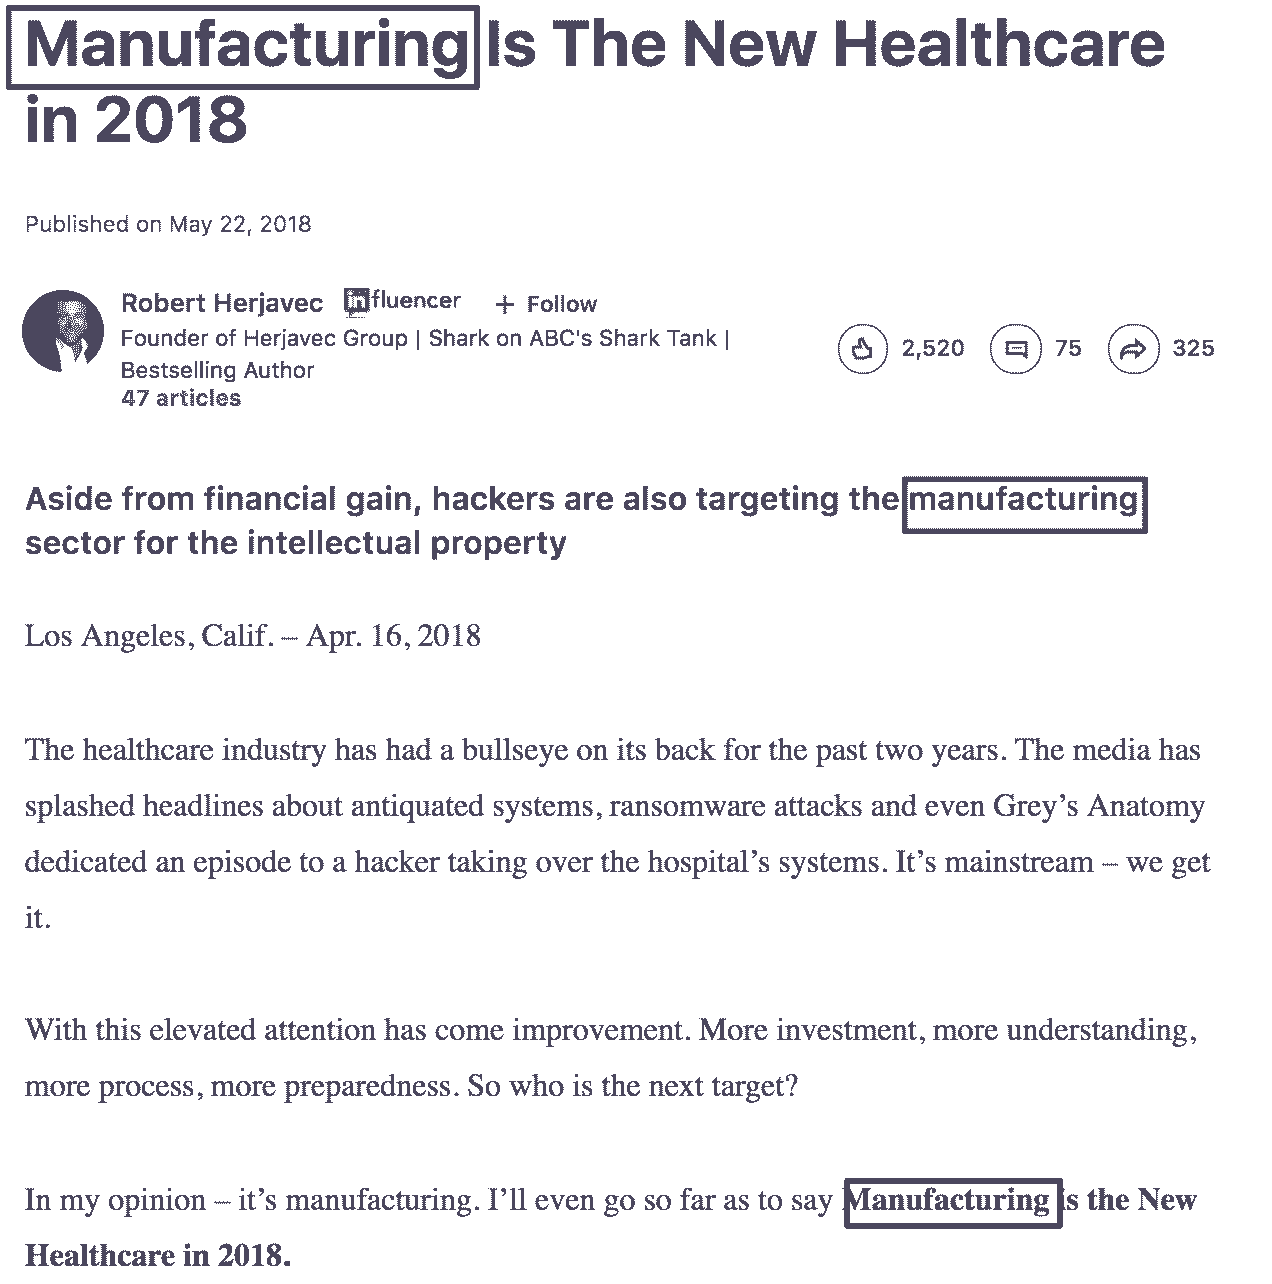 Manufacturing Is The New Healthcare
in 2018
Published on May 22, 2018
Robert Herjavec influencer + Follow
Founder of Herjavec Group | Shark on ABC's Shark Tank |
Bestselling Author
47 articles
2,520 75 325
Aside from financial gain, hackers are also targeting the manufacturing
sector for the intellectual property
Los Angeles, Calif. – Apr. 16, 2018
The healthcare industry has had a bullseye on its back for the past two years. The media has
splashed headlines about antiquated systems, ransomware attacks and even Grey’s Anatomy
dedicated an episode to a hacker taking over the hospital’s systems. It’s mainstream – we get
it.
With this elevated attention has come improvement. More investment, more understanding,
more process, more preparedness. So who is the next target?
In my opinion – it’s manufacturing. I’ll even go so far as to say Manufacturing is the New
Healthcare in 2018.